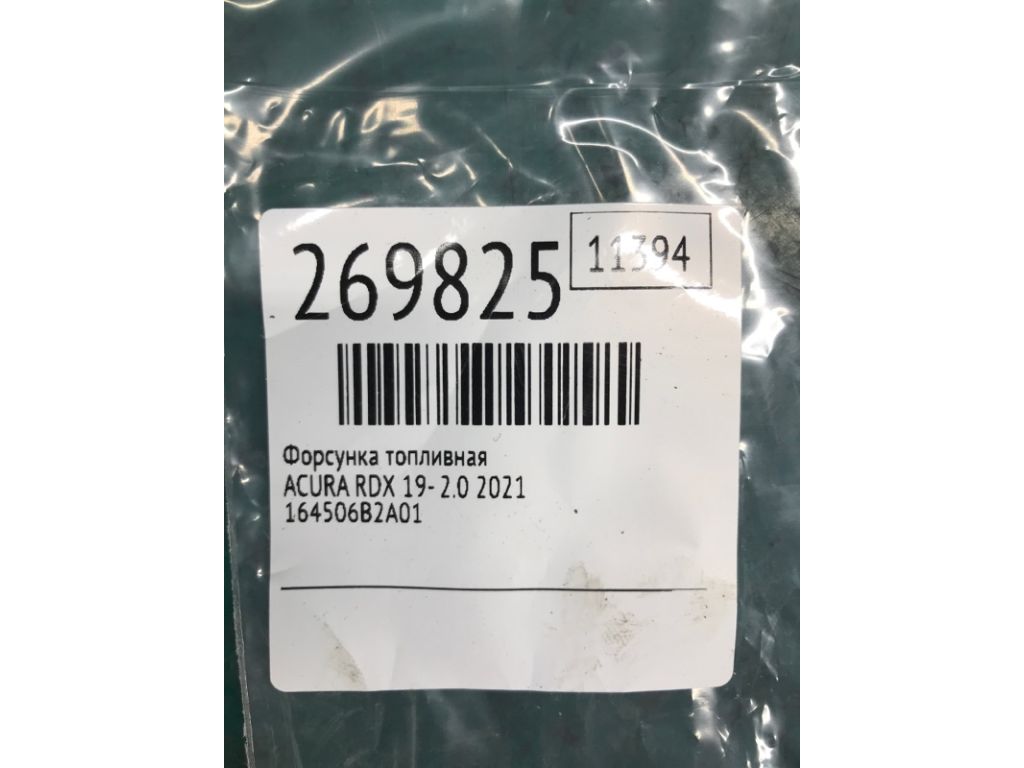 269825
11394
Форсунка топливная
ACURA RDX 19- 2.0 2021
164506B2A01